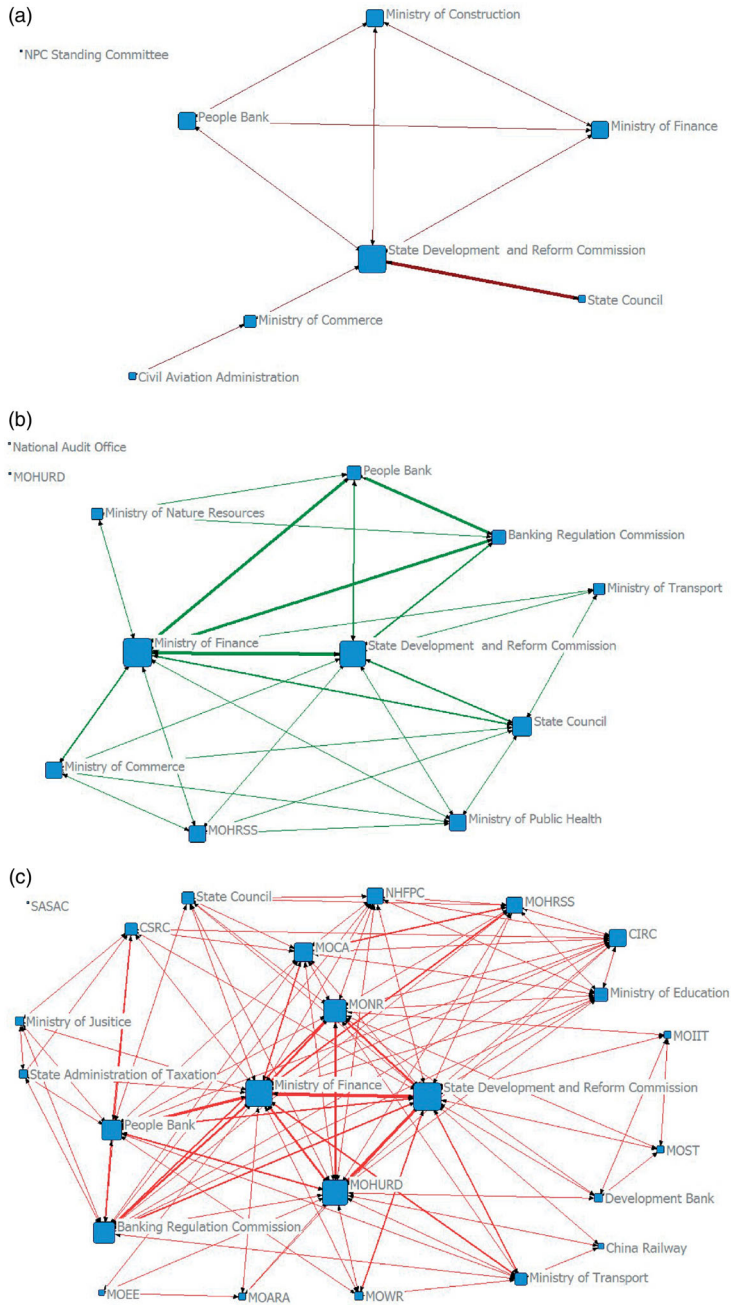 (a)
Ministry of Construction
NPC Standing Committee
People Bank
Ministry of Finance
State Development and Reform Commission
State Council
Ministry of Commerce
Civil Aviation Administration
(b)
National Audit Office
People Bank
MOHURD
Ministry of Nature Resources
Banking Regulation Commission
Ministry of Transport
Ministry of Finance
State Development and Reform Commission
State Council
Ministry of Commerce
Ministry of Public Health
MOHRSS
(c)
SASAC
State Council
NHFPC
MOHRSS
CSRC
CIRC
MOCA
Ministry of Education
MONR
Ministry of Jusitice
MOIIT
State Administration of Taxation
Ministry of Finance
State Development and Reform Commission
People Bank
MOST
MOHURD
Development Bank
Banking Regulation Commission
China Railway
Ministry of Transport
MOEE
MOARA
MOWR